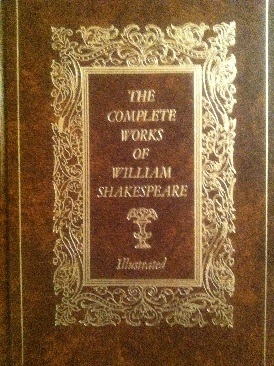 THE
COMPLETE
WORKS
OF
WILLIAM
SHAKESPEARE
Illustrated